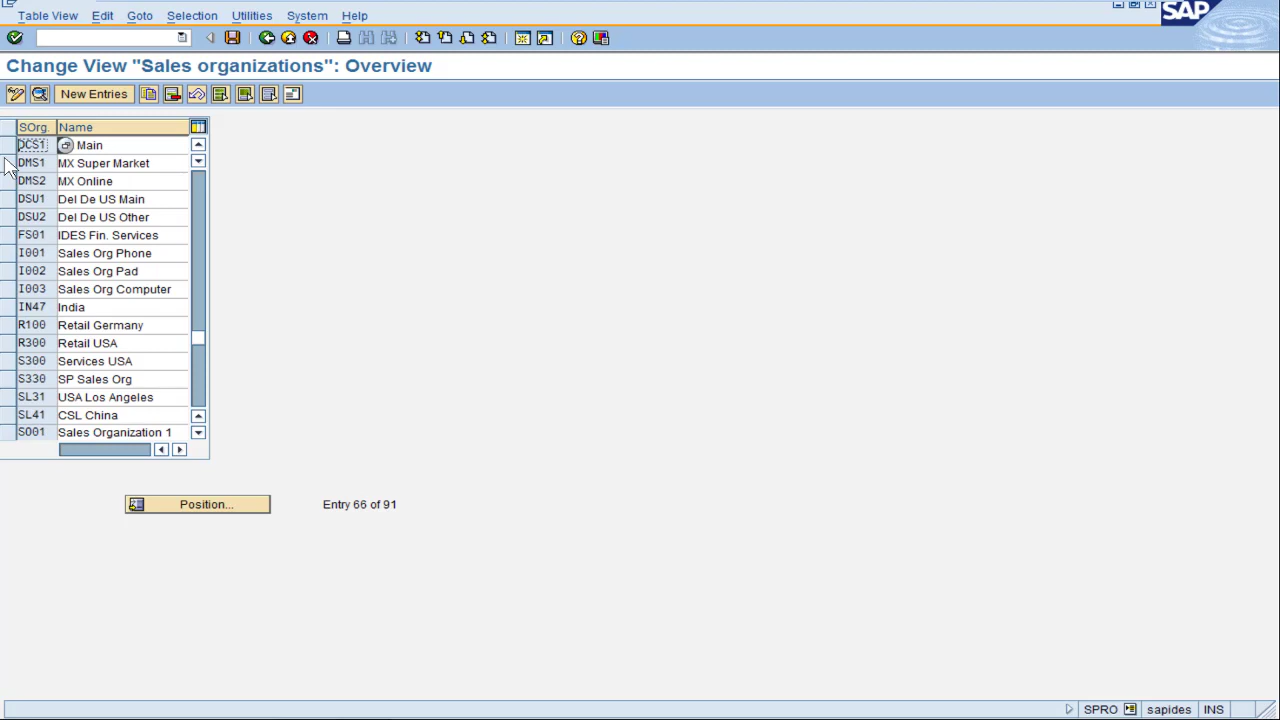 Table View Edit Goto Selection Utilities System Help
SAP
Change View "Sales organizations": Overview
New Entries
SOrg. Name
DCS1 Main
DMS1 MX Super Market
DMS2 MX Online
DSU1 Del De US Main
DSU2 Del De US Other
FS01 IDES Fin. Services
I001 Sales Org Phone
I002 Sales Org Pad
I003 Sales Org Computer
IN47 India
R100 Retail Germany
R300 Retail USA
S300 Services USA
S330 SP Sales Org
SL31 USA Los Angeles
SL41 CSL China
SO01 Sales Organization 1
Position... Entry 66 of 91
SPRO sapides INS